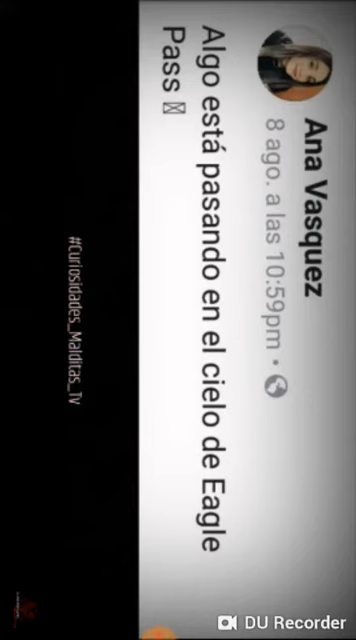 Ana Vasquez
8 ago. a las 10:59pm ·
Algo está pasando en el cielo de Eagle
Pass
#Curiosidades_Malditas_Tv
DU Recorder